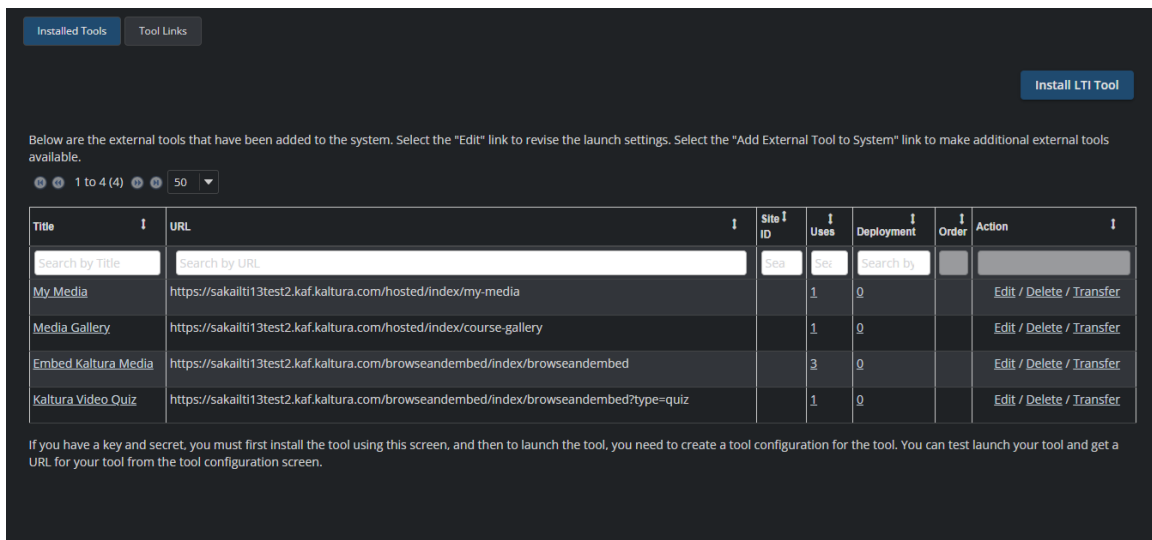 Installed Tools
Tool Links
Install LTI Tool
Below are the external tools that have been added to the system. Select the "Edit" link to revise the launch settings. Select the "Add External Tool to System" link to make additional external tools
available.
1 to 4 (4) 50
Title URL Site ID Uses Deployment Order Action
Search by Title Search by URL Sea Sea Search by
My Media https://sakailti13test2.kaf.kaltura.com/hosted/index/my-media 1 0 Edit / Delete / Transfer
Media Gallery https://sakailti13test2.kaf.kaltura.com/hosted/index/course-gallery 1 0 Edit / Delete / Transfer
Embed Kaltura Media https://sakailti13test2.kaf.kaltura.com/browseandembed/index/browseandembed 3 0 Edit / Delete / Transfer
Kaltura Video Quiz https://sakailti13test2.kaf.kaltura.com/browseandembed/index/browseandembed?type=quiz 1 0 Edit / Delete / Transfer
If you have a key and secret, you must first install the tool using this screen, and then to launch the tool, you need to create a tool configuration for the tool. You can test launch your tool and get a
URL for your tool from the tool configuration screen.